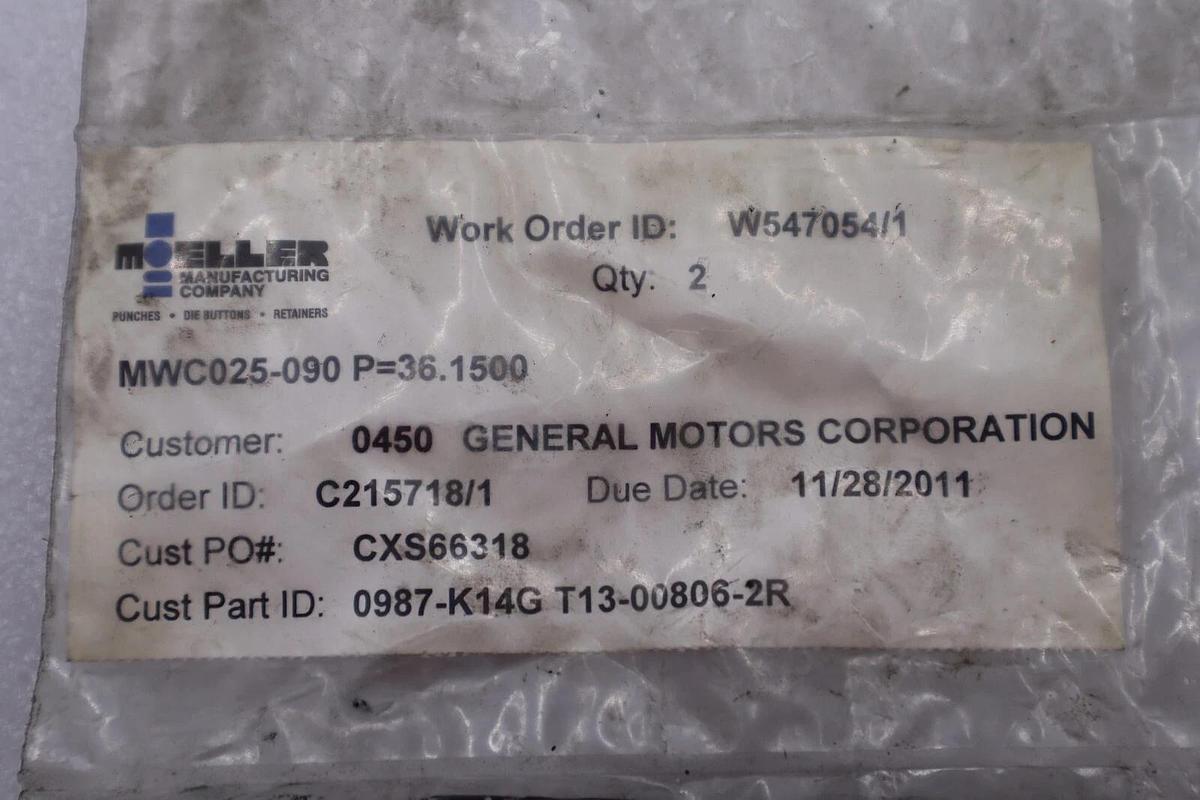 MOELLER
MANUFACTURING
COMPANY
PUNCHES • DIE BUTTONS • RETAINERS
Work Order ID: W547054/1
Qty: 2
MWC025-090 P=36.1500
Customer: 0450 GENERAL MOTORS CORPORATION
Order ID: C215718/1 Due Date: 11/28/2011
Cust PO#: CXS66318
Cust Part ID: 0987-K14G T13-00806-2R